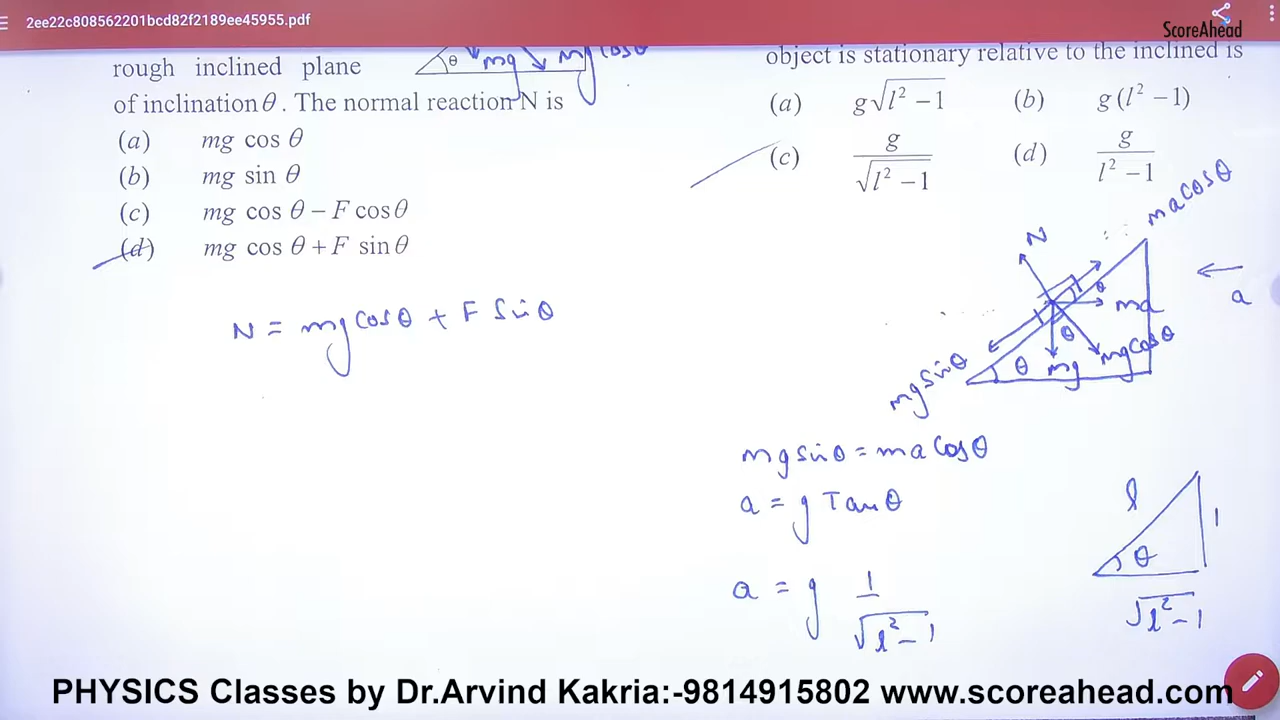 2ee22c808562201bcd82f2189ee45955.pdf
ScoreAhead
rough inclined plane
θ mg mg cosθ
of inclination θ. The normal reaction N is
(a) mg cos θ
(b) mg sin θ
(c) mg cos θ – F cos θ
(d) mg cos θ + F sin θ
N = mg cosθ + F Sinθ
object is stationary relative to the inclined is
(a) g√(l² – 1) (b) g(l² – 1)
(c) g/√(l² – 1) (d) g/(l² – 1)
ma cosθ
N
θ
ma
a
θ
mg cosθ
mg sinθ
θ
mg
mg sinθ = ma Cosθ
a = g Tanθ
l
1
θ
√(l² – 1)
a = g 1/√(l² – 1)
PHYSICS Classes by Dr.Arvind Kakria:-9814915802 www.scoreahead.com